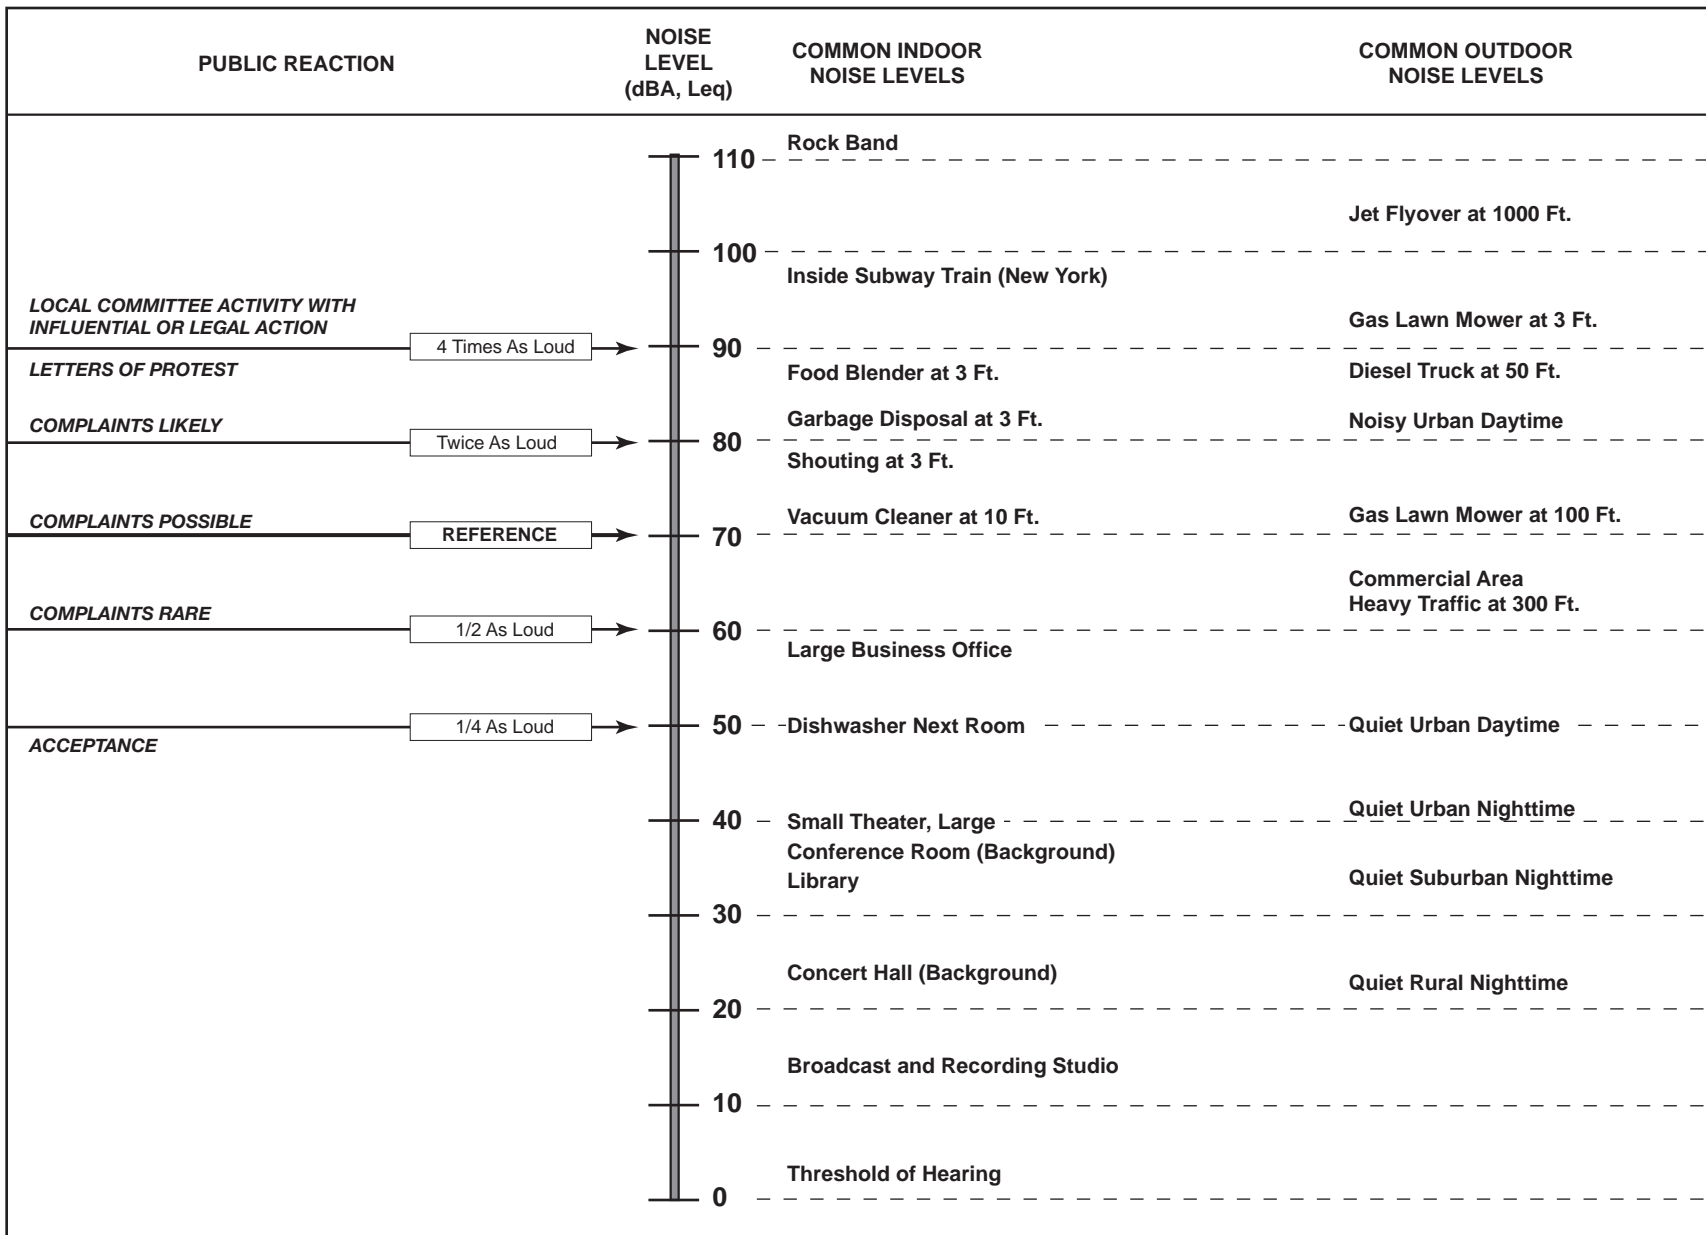 PUBLIC REACTION
NOISE
LEVEL
(dBA, Leq)
COMMON INDOOR
NOISE LEVELS
COMMON OUTDOOR
NOISE LEVELS
110
Rock Band
Jet Flyover at 1000 Ft.
100
Inside Subway Train (New York)
LOCAL COMMITTEE ACTIVITY WITH
INFLUENTIAL OR LEGAL ACTION
Gas Lawn Mower at 3 Ft.
4 Times As Loud
90
LETTERS OF PROTEST
Food Blender at 3 Ft.
Diesel Truck at 50 Ft.
COMPLAINTS LIKELY
Garbage Disposal at 3 Ft.
Noisy Urban Daytime
Twice As Loud
80
Shouting at 3 Ft.
COMPLAINTS POSSIBLE
Vacuum Cleaner at 10 Ft.
Gas Lawn Mower at 100 Ft.
REFERENCE
70
Commercial Area
Heavy Traffic at 300 Ft.
COMPLAINTS RARE
1/2 As Loud
60
Large Business Office
1/4 As Loud
50
Dishwasher Next Room
Quiet Urban Daytime
ACCEPTANCE
Quiet Urban Nighttime
40
Small Theater, Large
Conference Room (Background)
Library
Quiet Suburban Nighttime
30
Concert Hall (Background)
Quiet Rural Nighttime
20
Broadcast and Recording Studio
10
Threshold of Hearing
0